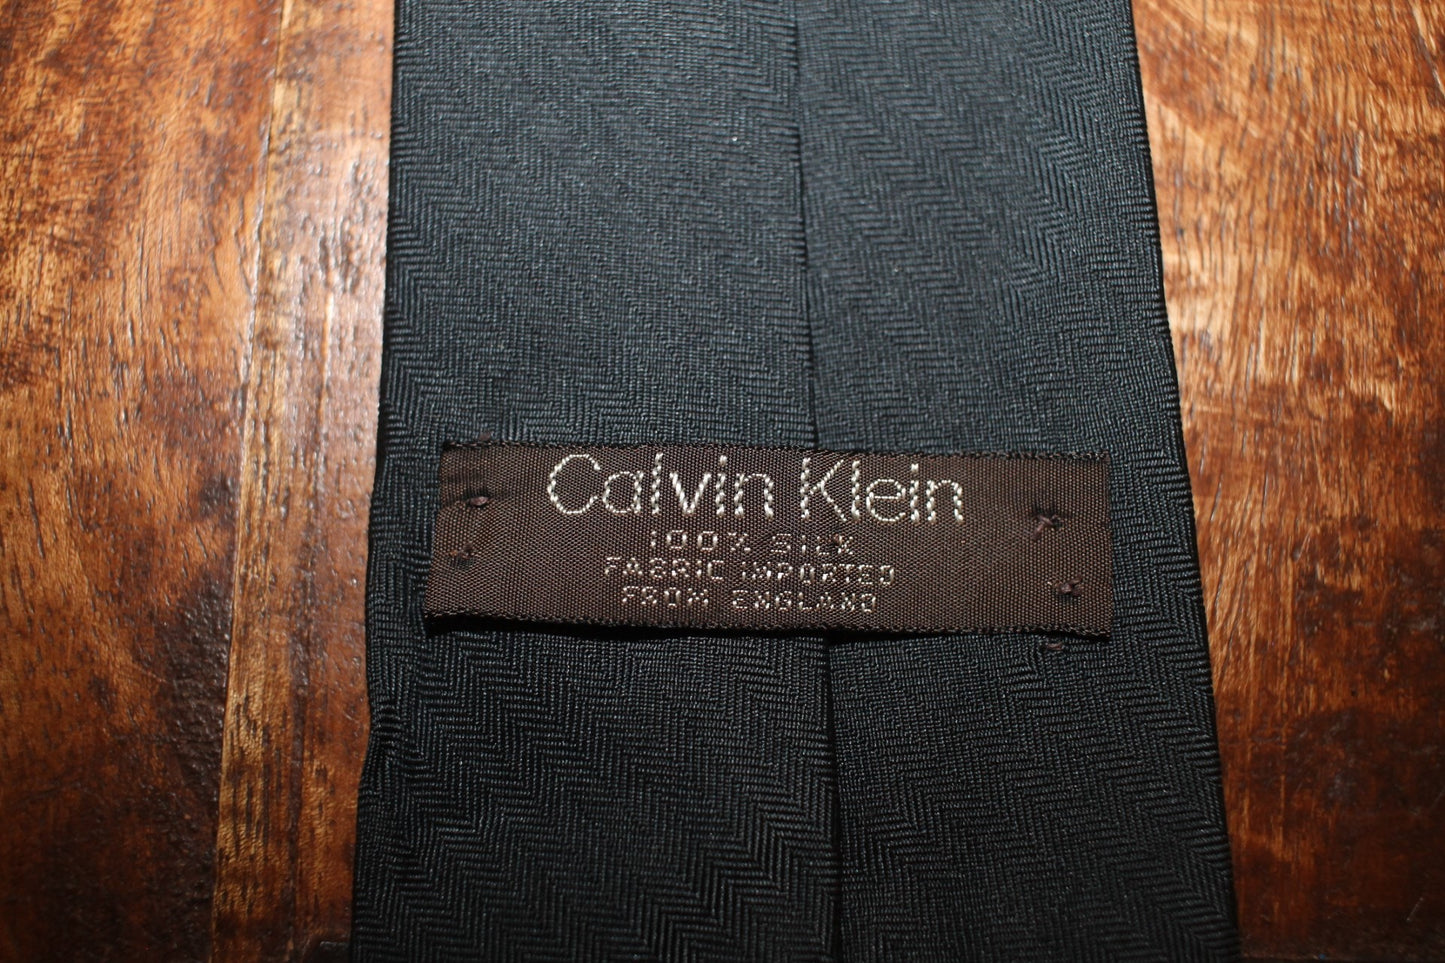 Calvin Klein
100% SILK
FABRIC IMPORTED
FROM ENGLAND